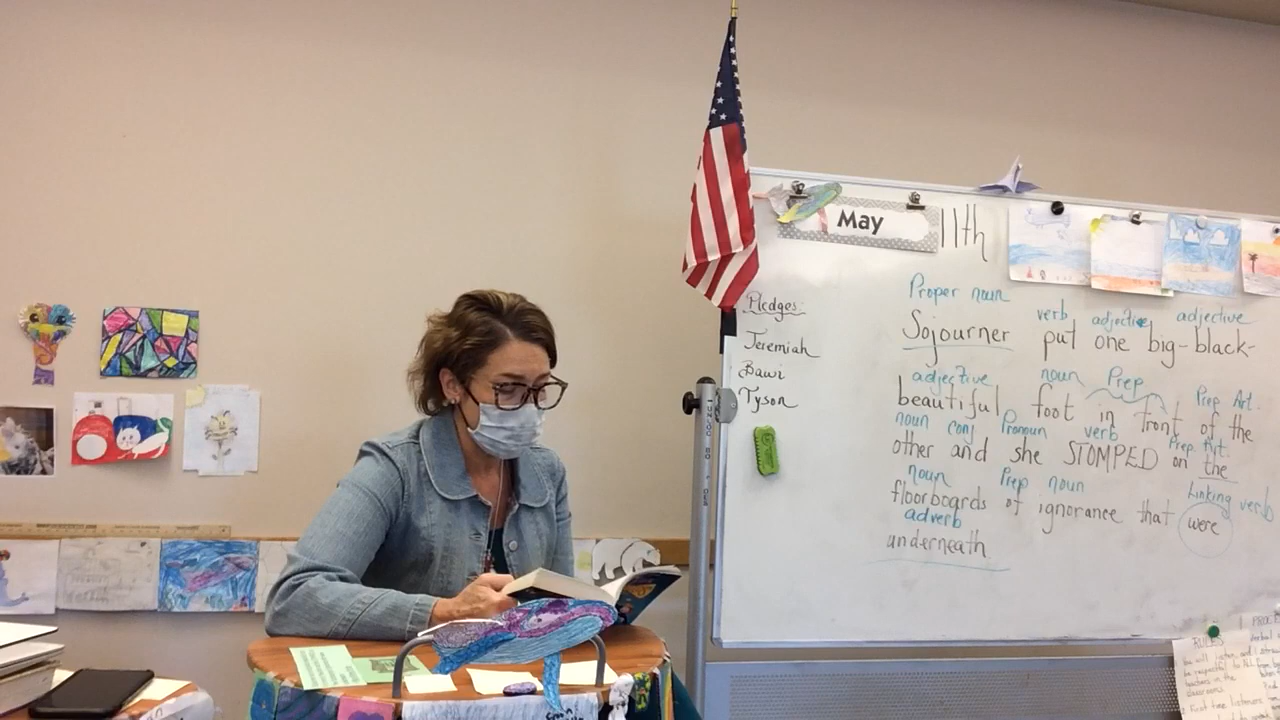 May 11th
Pledges:
Jeremiah
Bawi
Tyson
Proper noun
verb adjective adjective
Sojourner put one big-black-
adjective noun Prep Prep Art.
beautiful foot in front of the
noun conj Pronoun verb Prep. Art.
other and she STOMPED on the
noun Prep noun Linking verb
floorboards of ignorance that were
adverb
underneath
RULES